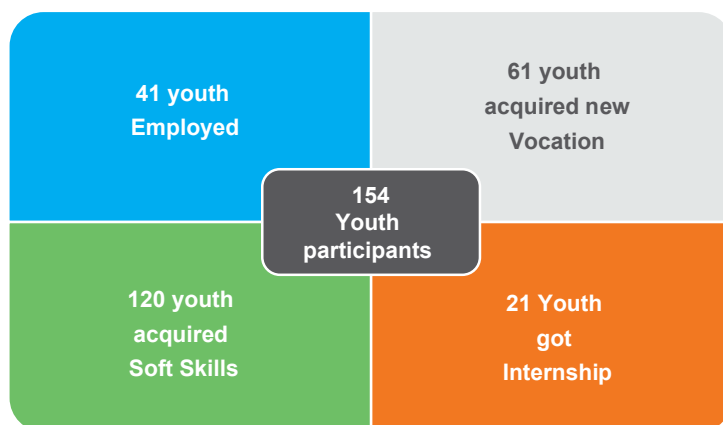 41 youth
Employed
61 youth
acquired new
Vocation
154
Youth
participants
120 youth
acquired
Soft Skills
21 Youth
got
Internship